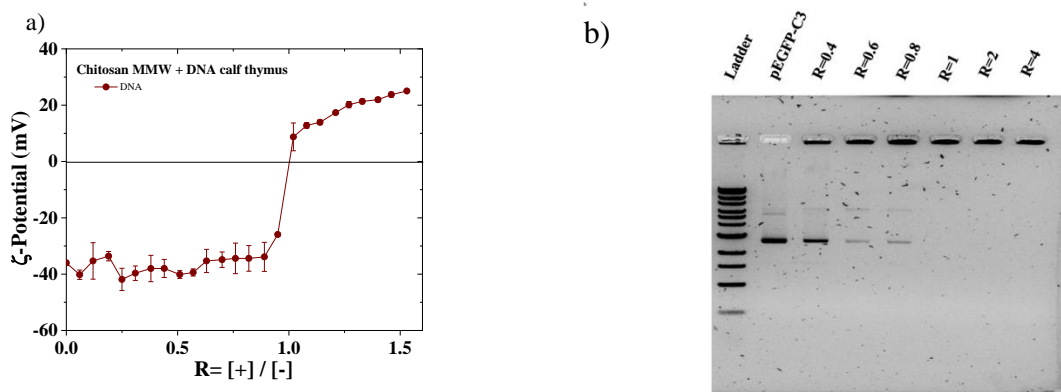 a)
Chitosan MMW + DNA calf thymus
DNA
ζ-Potential (mV)
40
20
0
-20
-40
-60
0.0
0.5
1.0
1.5
R= [+] / [-]
b)
Ladder
pEGFP-C3
R=0.4
R=0.6
R=0.8
R=1
R=2
R=4